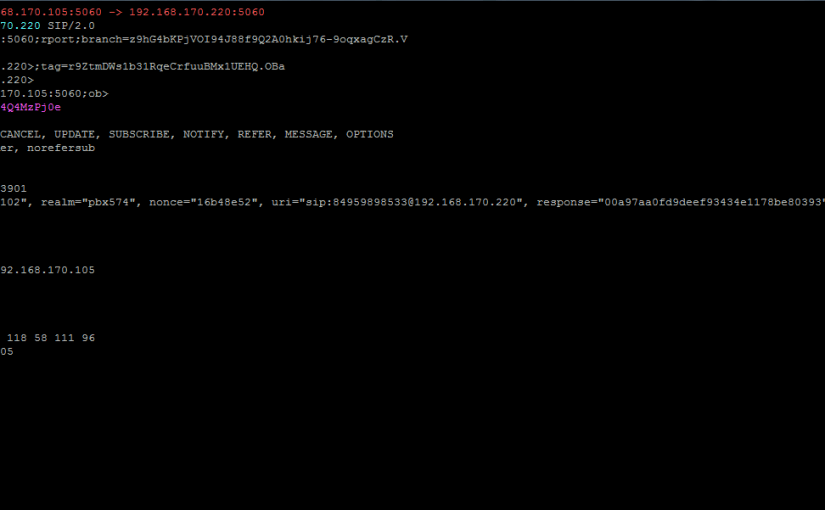 68.170.105:5060 -> 192.168.170.220:5060
70.220 SIP/2.0
:5060;rport;branch=z9hG4bKPjVOI94J88f9Q2A0hkij76-9oqxagCzR.V
.220>;tag=r9ZtmDWs1b31RqeCrfuuBMx1UEHQ.OBa
.220>
170.105:5060;ob>
4Q4MzPj0e
CANCEL, UPDATE, SUBSCRIBE, NOTIFY, REFER, MESSAGE, OPTIONS
er, norefersub
3901
102", realm="pbx574", nonce="16b48e52", uri="sip:84959898533@192.168.170.220", response="00a97aa0fd9deef93434e1178be80393"
92.168.170.105
118 58 111 96
05